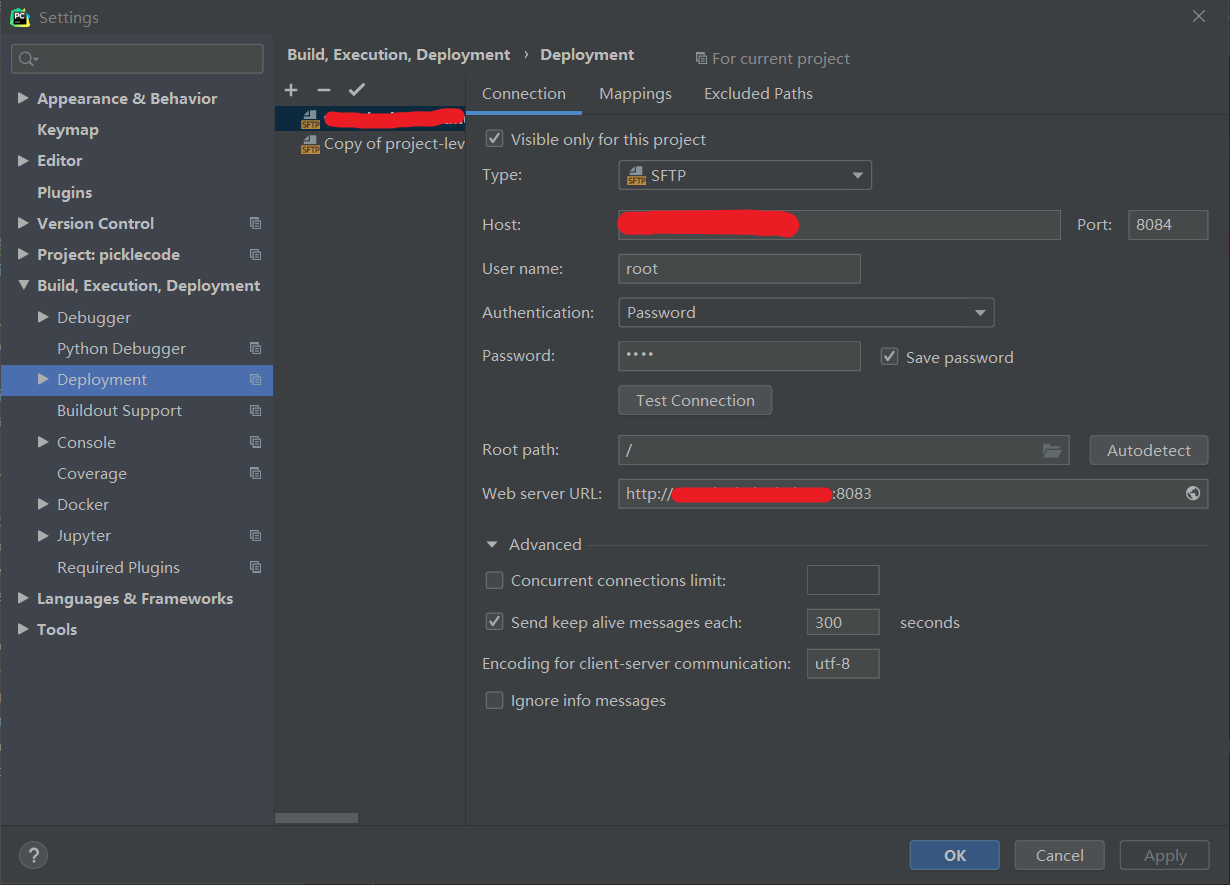 PC
Settings
Build, Execution, Deployment › Deployment
For current project
Appearance & Behavior
Keymap
Editor
Plugins
Version Control
Project: picklecode
Build, Execution, Deployment
Debugger
Python Debugger
Deployment
Buildout Support
Console
Coverage
Docker
Jupyter
Required Plugins
Languages & Frameworks
Tools
SFTP
SFTP Copy of project-lev
Connection
Mappings
Excluded Paths
Visible only for this project
Type: SFTP SFTP
Host:
Port: 8084
User name: root
Authentication: Password
Password: ••••
Save password
Test Connection
Root path: /
Autodetect
Web server URL: http:// :8083
Advanced
Concurrent connections limit:
Send keep alive messages each: 300 seconds
Encoding for client-server communication: utf-8
Ignore info messages
?
OK
Cancel
Apply